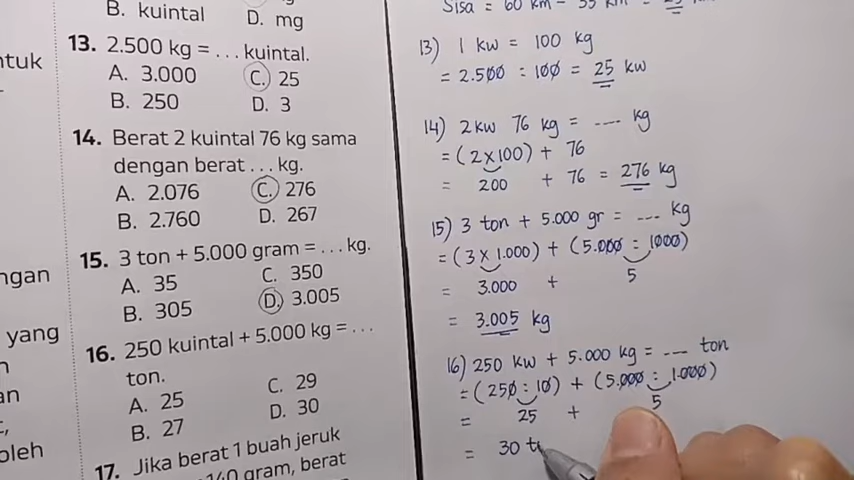 B. kuintal
D. mg
13. 2.500 kg = ... kuintal.
A. 3.000
C. 25
B. 250
D. 3
14. Berat 2 kuintal 76 kg sama
dengan berat ... kg.
A. 2.076
C. 276
B. 2.760
D. 267
15. 3 ton + 5.000 gram = ... kg.
A. 35
C. 350
B. 305
D. 3.005
16. 250 kuintal + 5.000 kg = ...
ton.
A. 25
C. 29
B. 27
D. 30
17. Jika berat 1 buah jeruk
gram, berat
yang
oleh
Sisa = 60 km -
13) 1 kw = 100 kg
= 2.500 : 100 = 25 kw
14) 2kw 76 kg = .... kg
= (2 x 100) + 76
= 200 + 76 = 276 kg
15) 3 ton + 5.000 gr = ... kg
= (3 x 1.000) + (5.000 : 1000)
= 3.000 + 5
= 3.005 kg
16) 250 kw + 5.000 kg = ... ton
= (250 : 10) + (5.000 : 1.000)
= 25 + 5
= 30 t